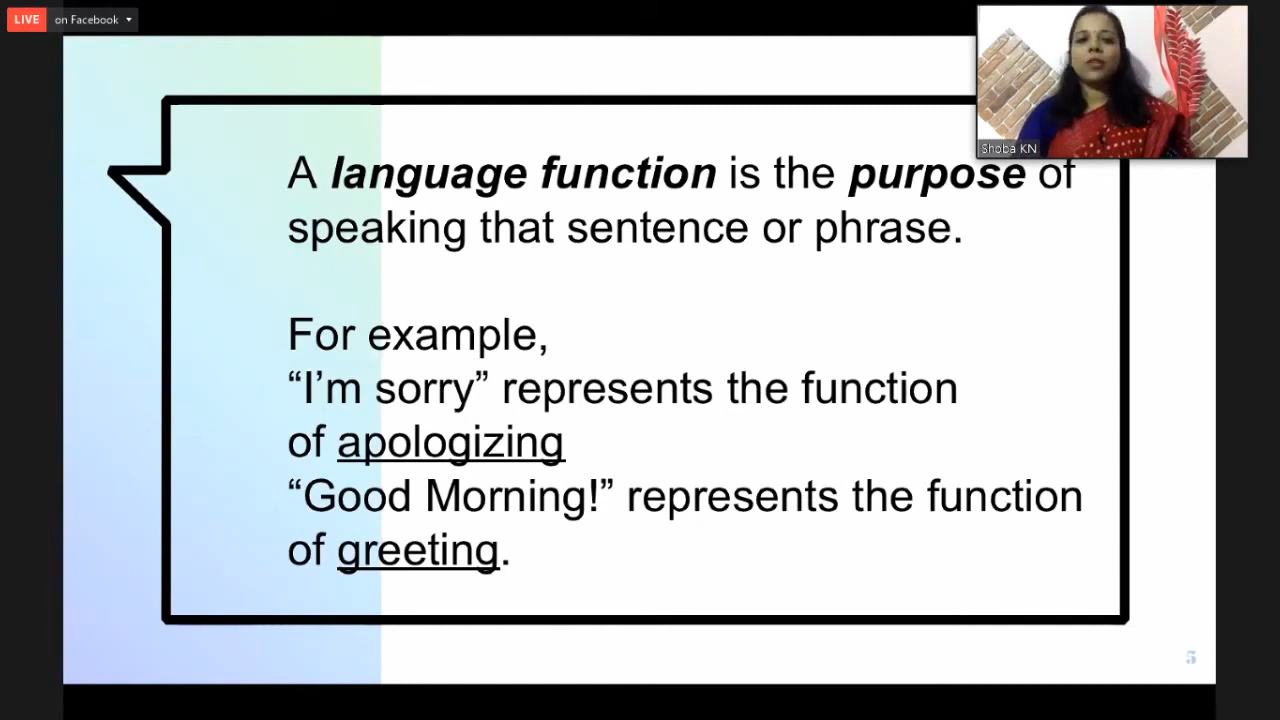 LIVE on Facebook
Shoba KN
A language function is the purpose of
speaking that sentence or phrase.
For example,
“I’m sorry” represents the function
of apologizing
“Good Morning!” represents the function
of greeting.
5